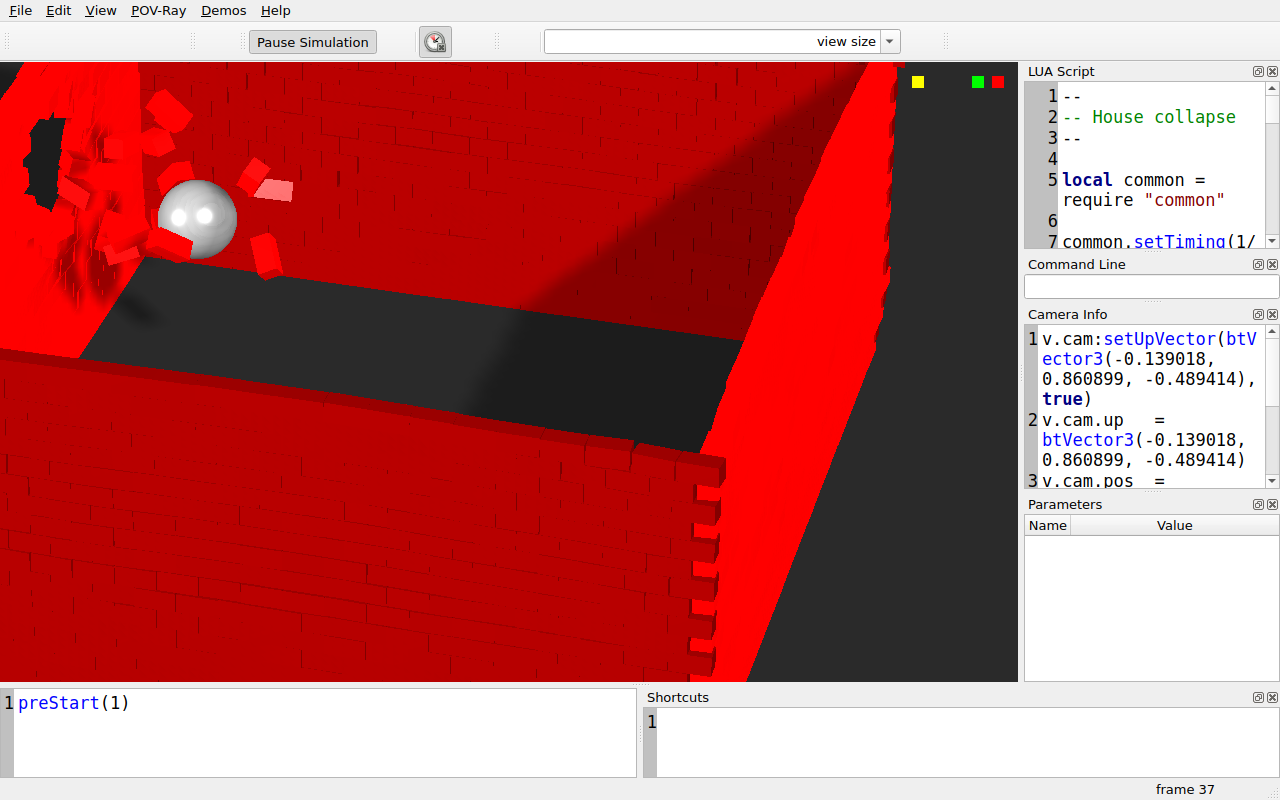 File Edit View POV-Ray Demos Help
Pause Simulation view size
LUA Script
1 --
2 -- House collapse
3 --
4
5 local common =
require "common"
6
7 common.setTiming(1/
Command Line
Camera Info
1 v.cam:setUpVector(btV
ector3(-0.139018,
0.860899, -0.489414),
true)
2 v.cam.up   =
btVector3(-0.139018,
0.860899, -0.489414)
3 v.cam.pos  =
Parameters
Name Value
1 preStart(1)
Shortcuts
1
frame 37